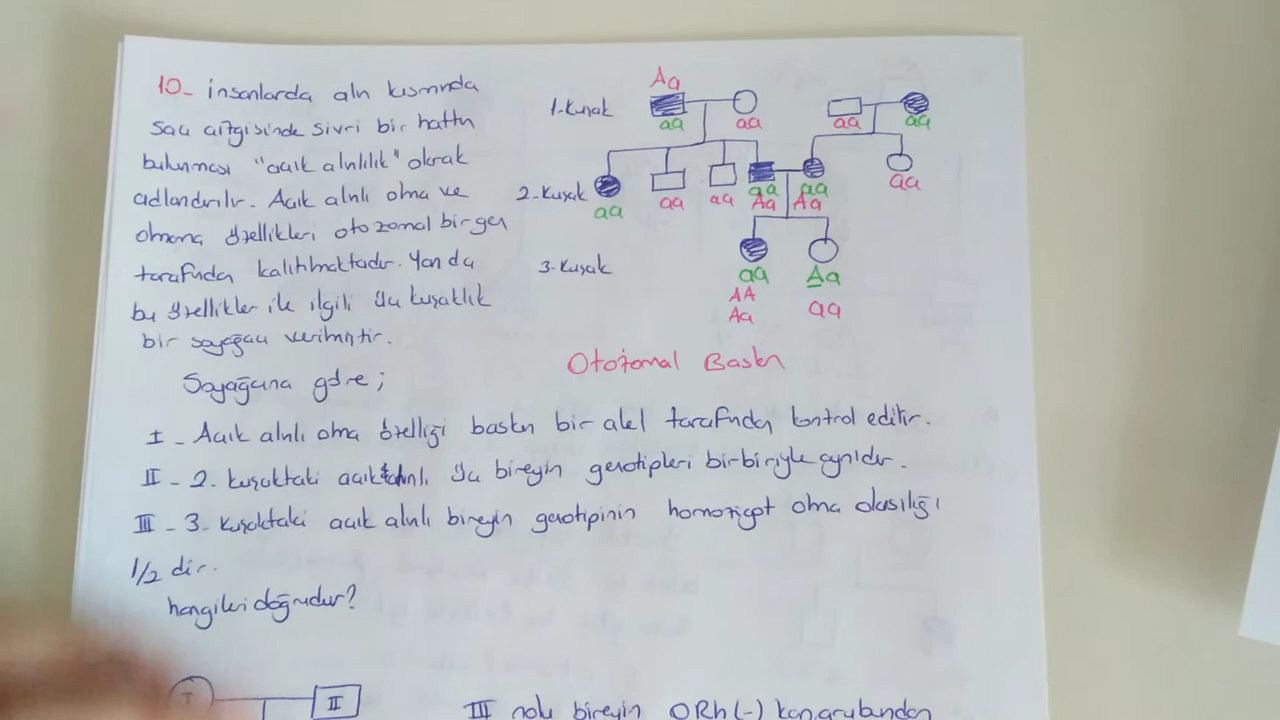 10- insanlarda alın kısmında
saç çizgisinde sivri bir hattın
bulunması "açık alınlılık" olarak
adlandırılır. Açık alınlı olma ve
olmama özellikleri otozomal bir gen
tarafından kalıtılmaktadır. Yanda
bu özellikler ile ilgili üç kuşaklık
bir soyağacı verilmiştir.
Soyağacına göre;
1-Kuşak
2-Kuşak
3-Kuşak
Aa
aa aa aa aa
aa aa aa aa aa aa
Aa Aa
aa Aa
AA
Aa aa
Otozomal Baskın
I - Açık alınlı olma özelliği baskın bir alel tarafından kontrol edilir.
II - 2. kuşaktaki açık alınlı üç bireyin genotipleri birbiriyle aynıdır.
III - 3. kuşaktaki açık alınlı bireyin genotipinin homozigot olma olasılığı
1/2 dir.
hangileri doğrudur?
I II
III nolu bireyin ORh(-) kan grubundan